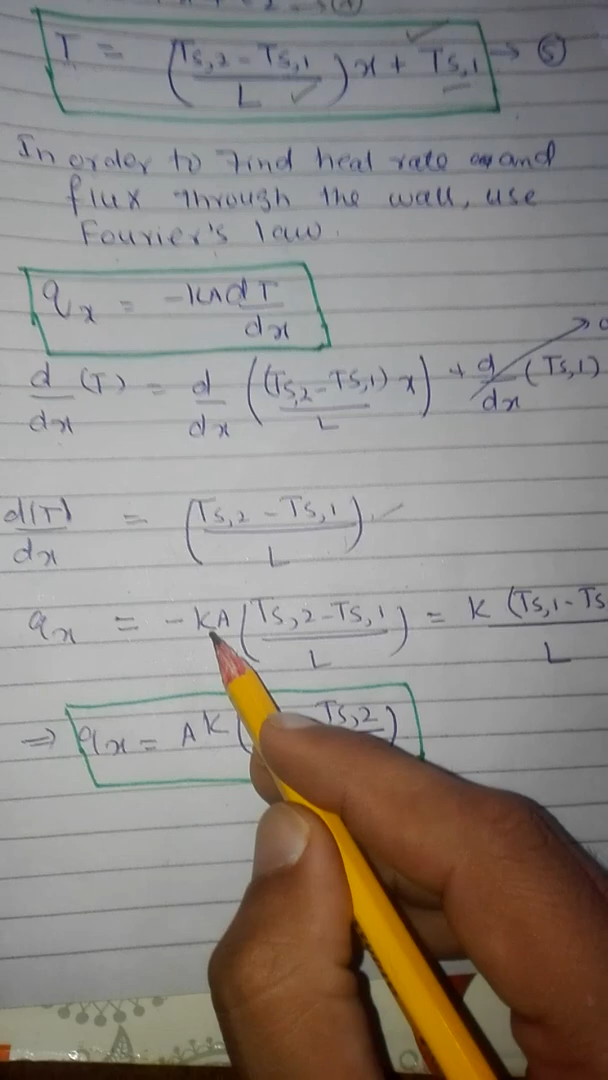 T = (Ts,2 - Ts,1 / L) x + Ts,1 → ⑤
In order to Find heat rate and
flux through the wall, use
Fourier's law.
qx = -KA dT / dx
d/dx (T) = d/dx ((Ts,2 - Ts,1) x / L) + d/dx (Ts,1)
d(T)/dx = (Ts,2 - Ts,1 / L)
qx = -KA (Ts,2 - Ts,1 / L) = K (Ts,1 - Ts / L
⇒ qx = AK ( Ts,2 )